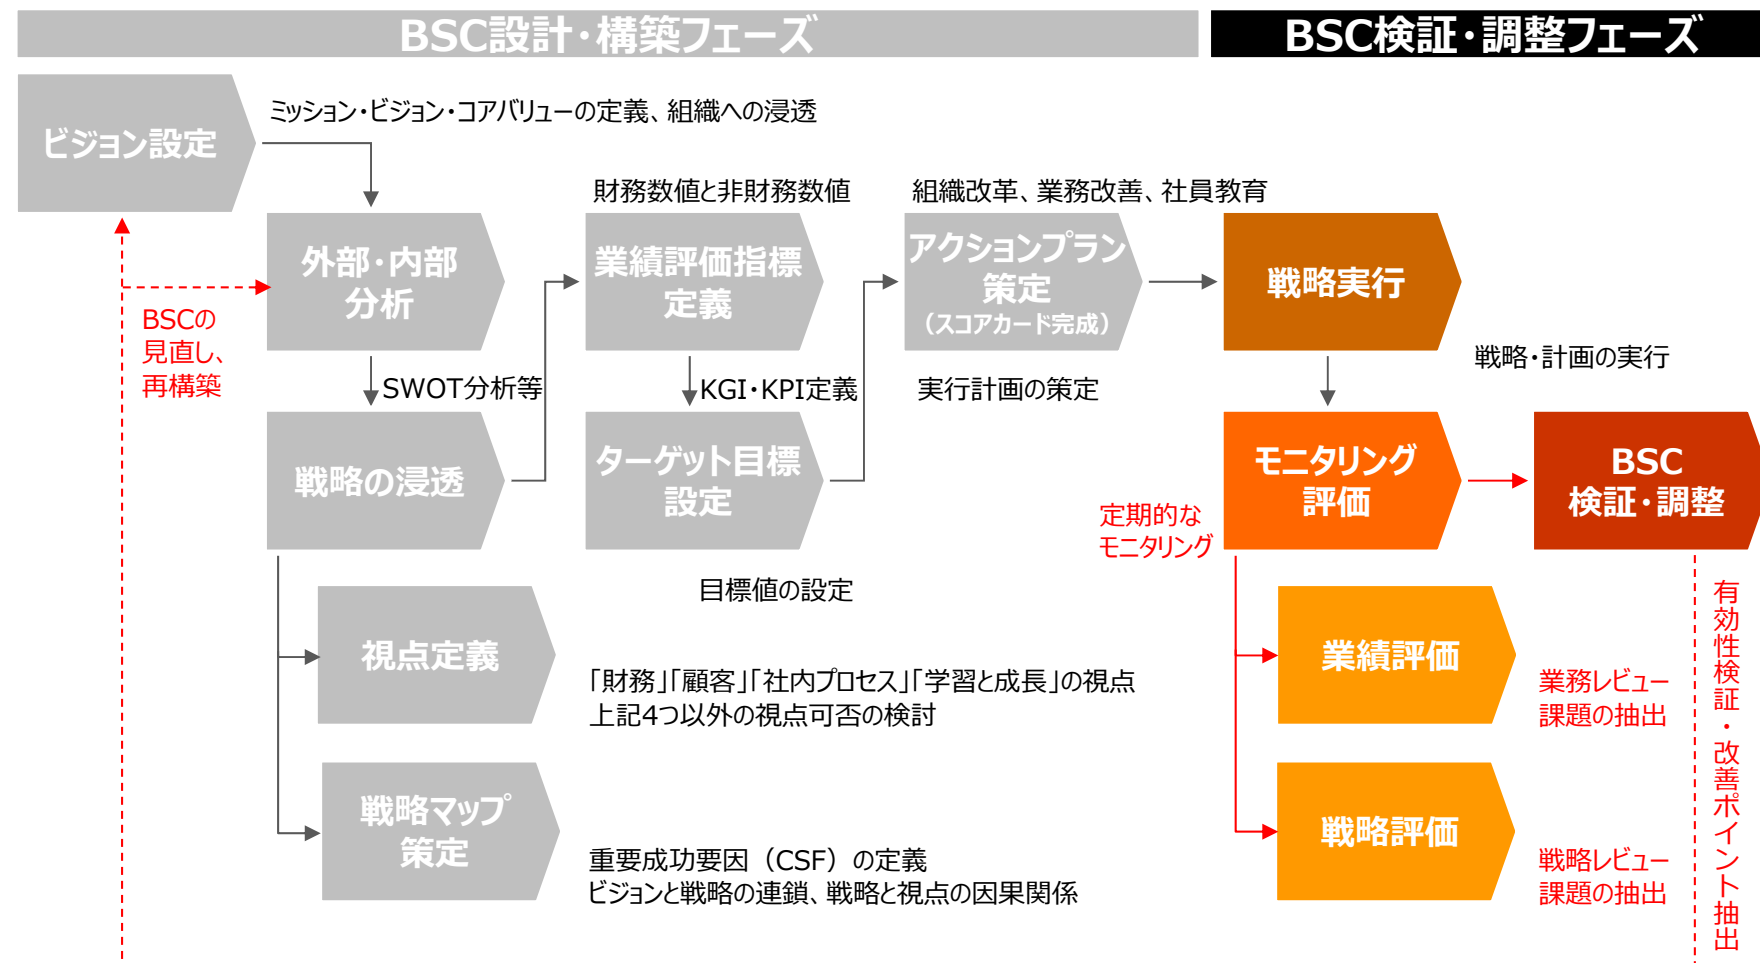 BSC設計・構築フェーズ
BSC検証・調整フェーズ
ビジョン設定
ミッション・ビジョン・コアバリューの定義、組織への浸透
財務数値と非財務数値
組織改革、業務改善、社員教育
外部・内部
分析
業績評価指標
定義
アクションプラン
策定
（スコアカード完成）
戦略実行
BSCの
見直し、
再構築
SWOT分析等
KGI・KPI定義
実行計画の策定
戦略・計画の実行
戦略の浸透
ターゲット目標
設定
モニタリング
評価
BSC
検証・調整
定期的な
モニタリング
目標値の設定
視点定義
「財務」「顧客」「社内プロセス」「学習と成長」の視点
上記4つ以外の視点可否の検討
業績評価
業務レビュー
課題の抽出
有効性検証・改善ポイント抽出
戦略マップ
策定
重要成功要因（CSF）の定義
ビジョンと戦略の連鎖、戦略と視点の因果関係
戦略評価
戦略レビュー
課題の抽出